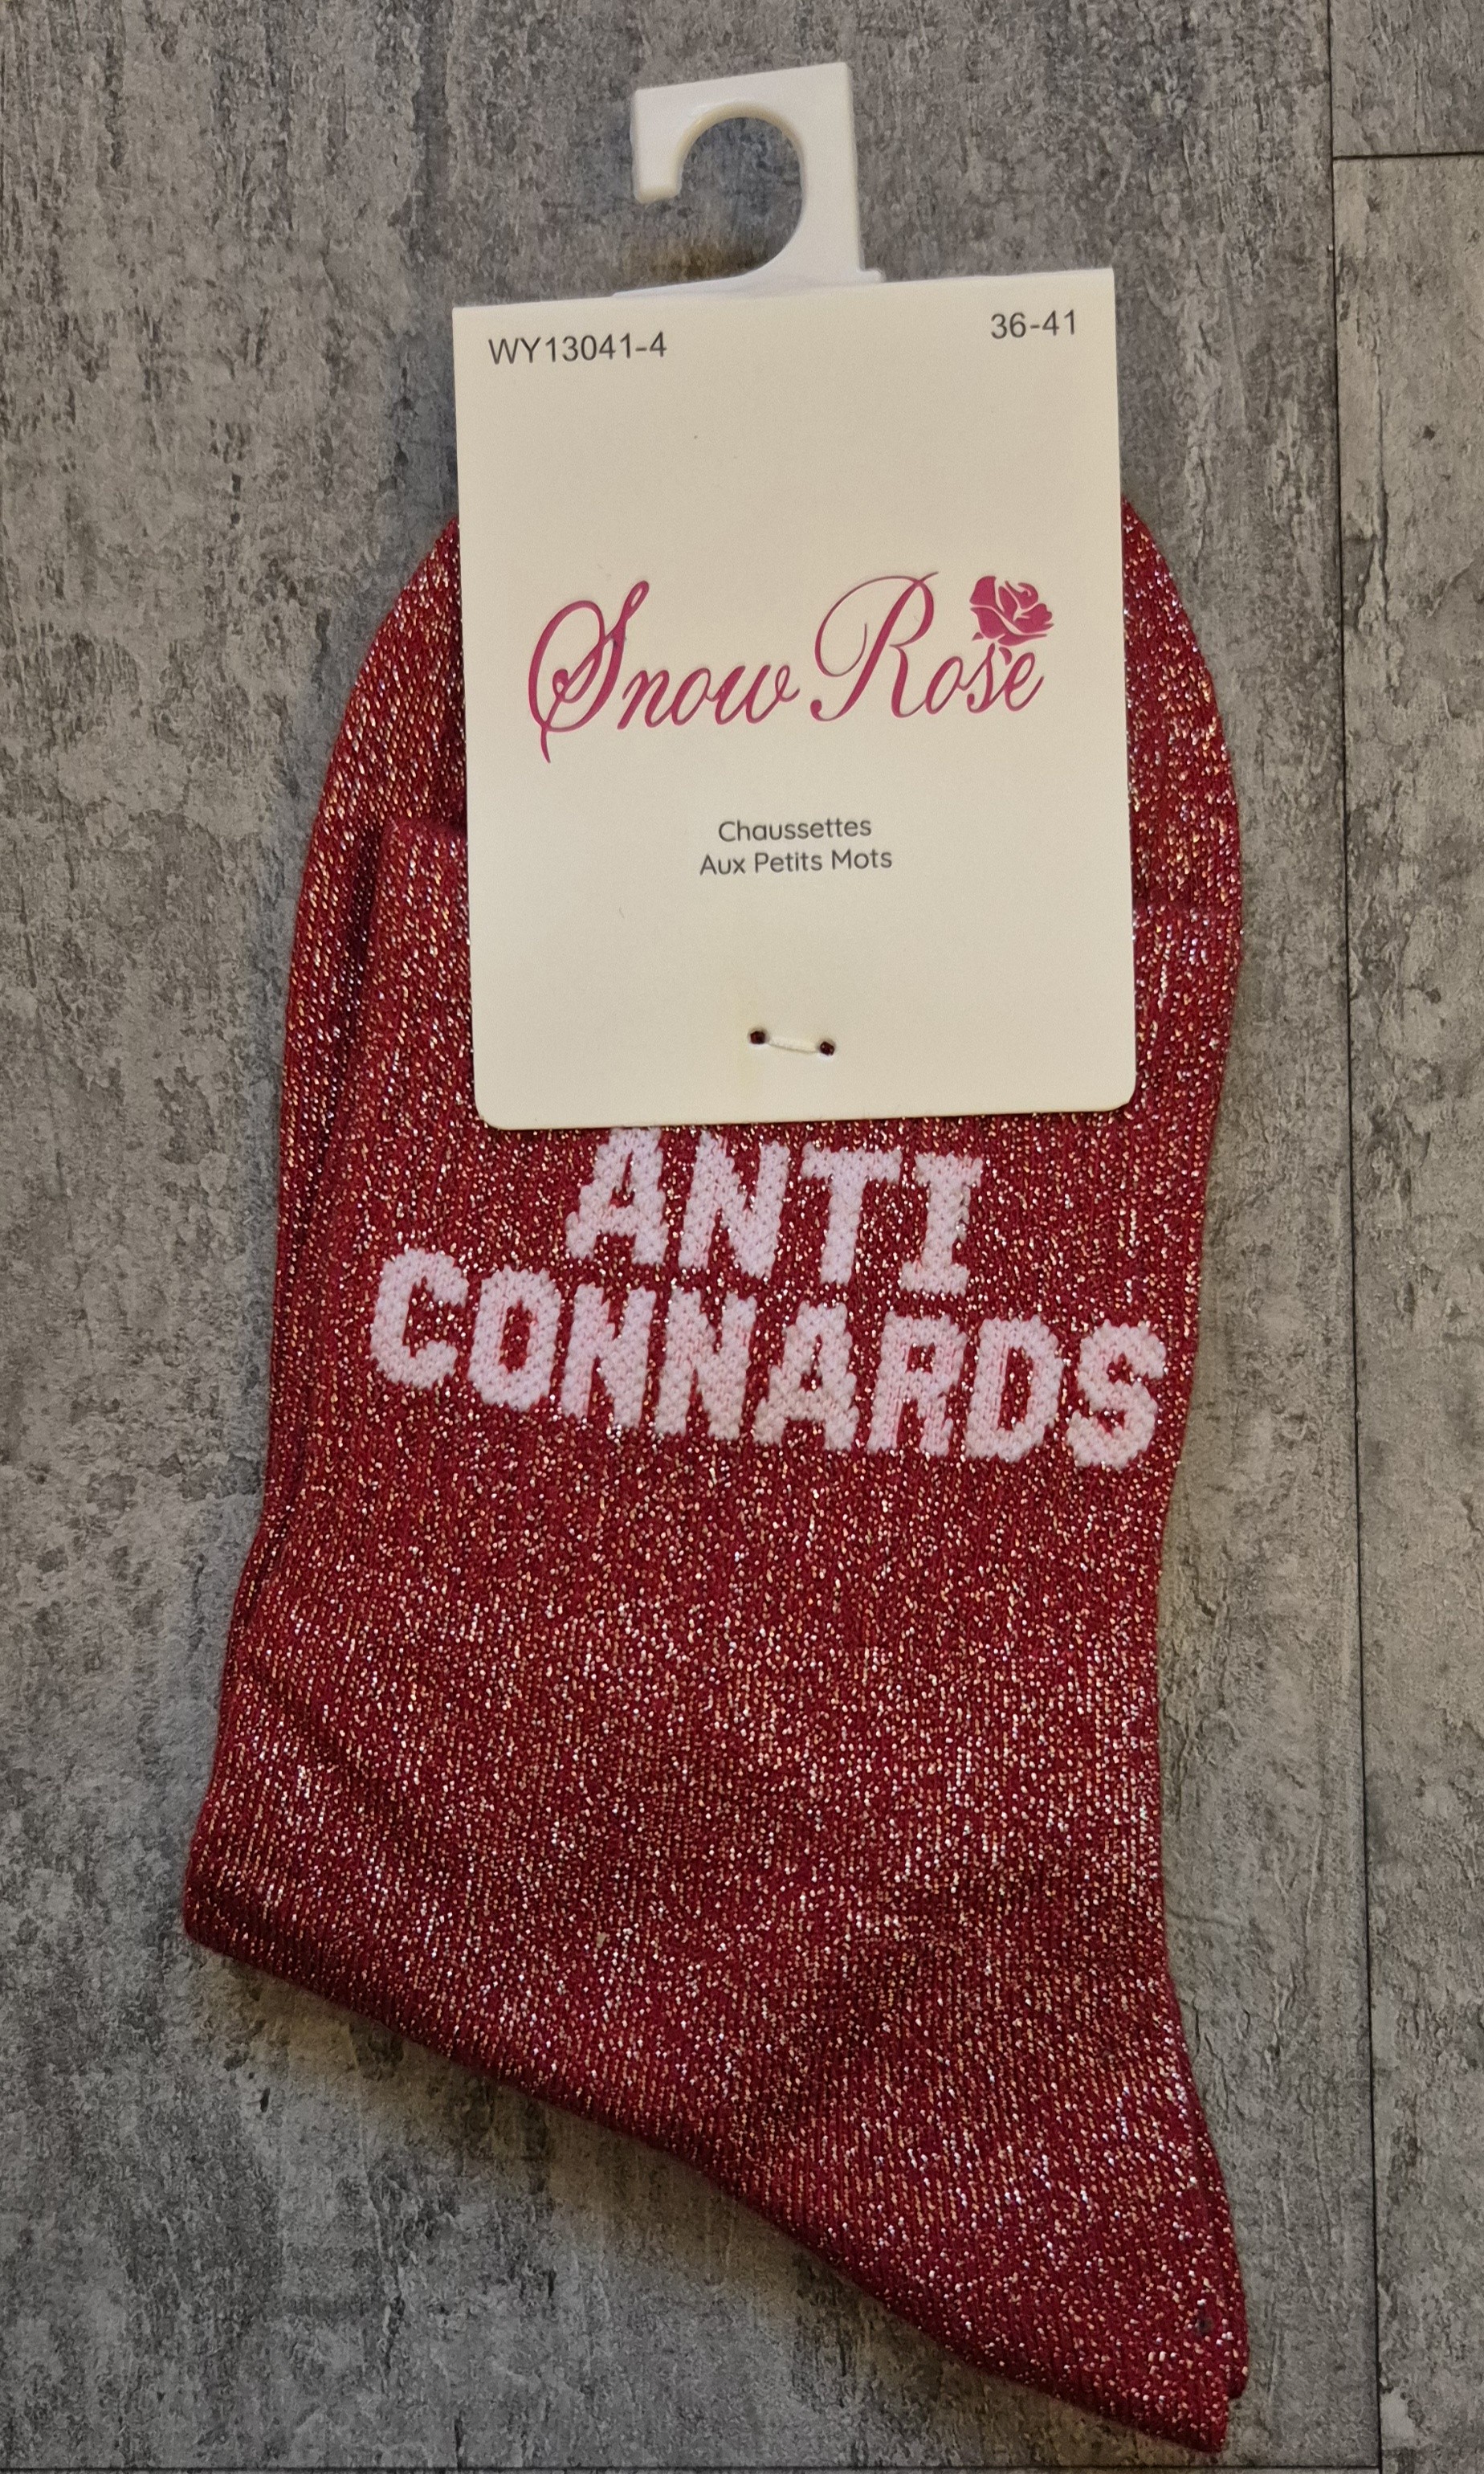 WY13041-4 36-41
Snow Rose
Chaussettes
Aux Petits Mots
ANTI
CONNARDS